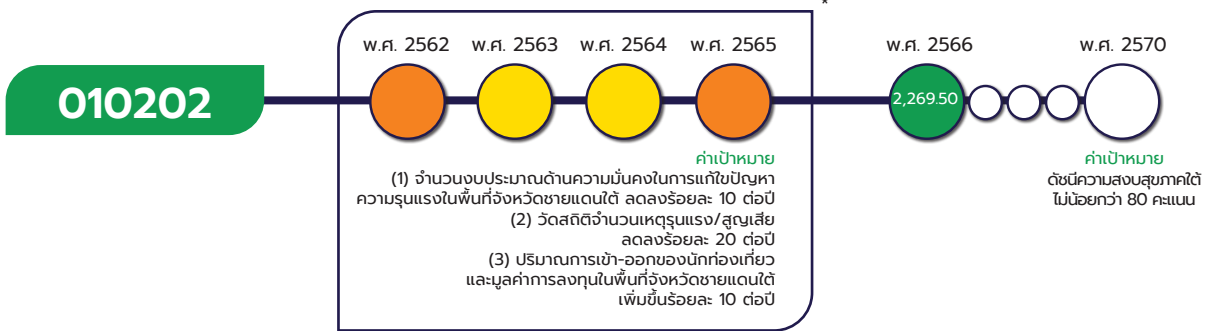 *
พ.ศ. 2562 พ.ศ. 2563 พ.ศ. 2564 พ.ศ. 2565 พ.ศ. 2566 พ.ศ. 2570
010202
2,269.50
ค่าเป้าหมาย
(1) จำนวนงบประมาณด้านความมั่นคงในการแก้ไขปัญหา
ความรุนแรงในพื้นที่จังหวัดชายแดนใต้ ลดลงร้อยละ 10 ต่อปี
(2) วัดสถิติจำนวนเหตุรุนแรง/สูญเสีย
ลดลงร้อยละ 20 ต่อปี
(3) ปริมาณการเข้า-ออกของนักท่องเที่ยว
และมูลค่าการลงทุนในพื้นที่จังหวัดชายแดนใต้
เพิ่มขึ้นร้อยละ 10 ต่อปี
ค่าเป้าหมาย
ดัชนีความสงบสุขภาคใต้
ไม่น้อยกว่า 80 คะแนน